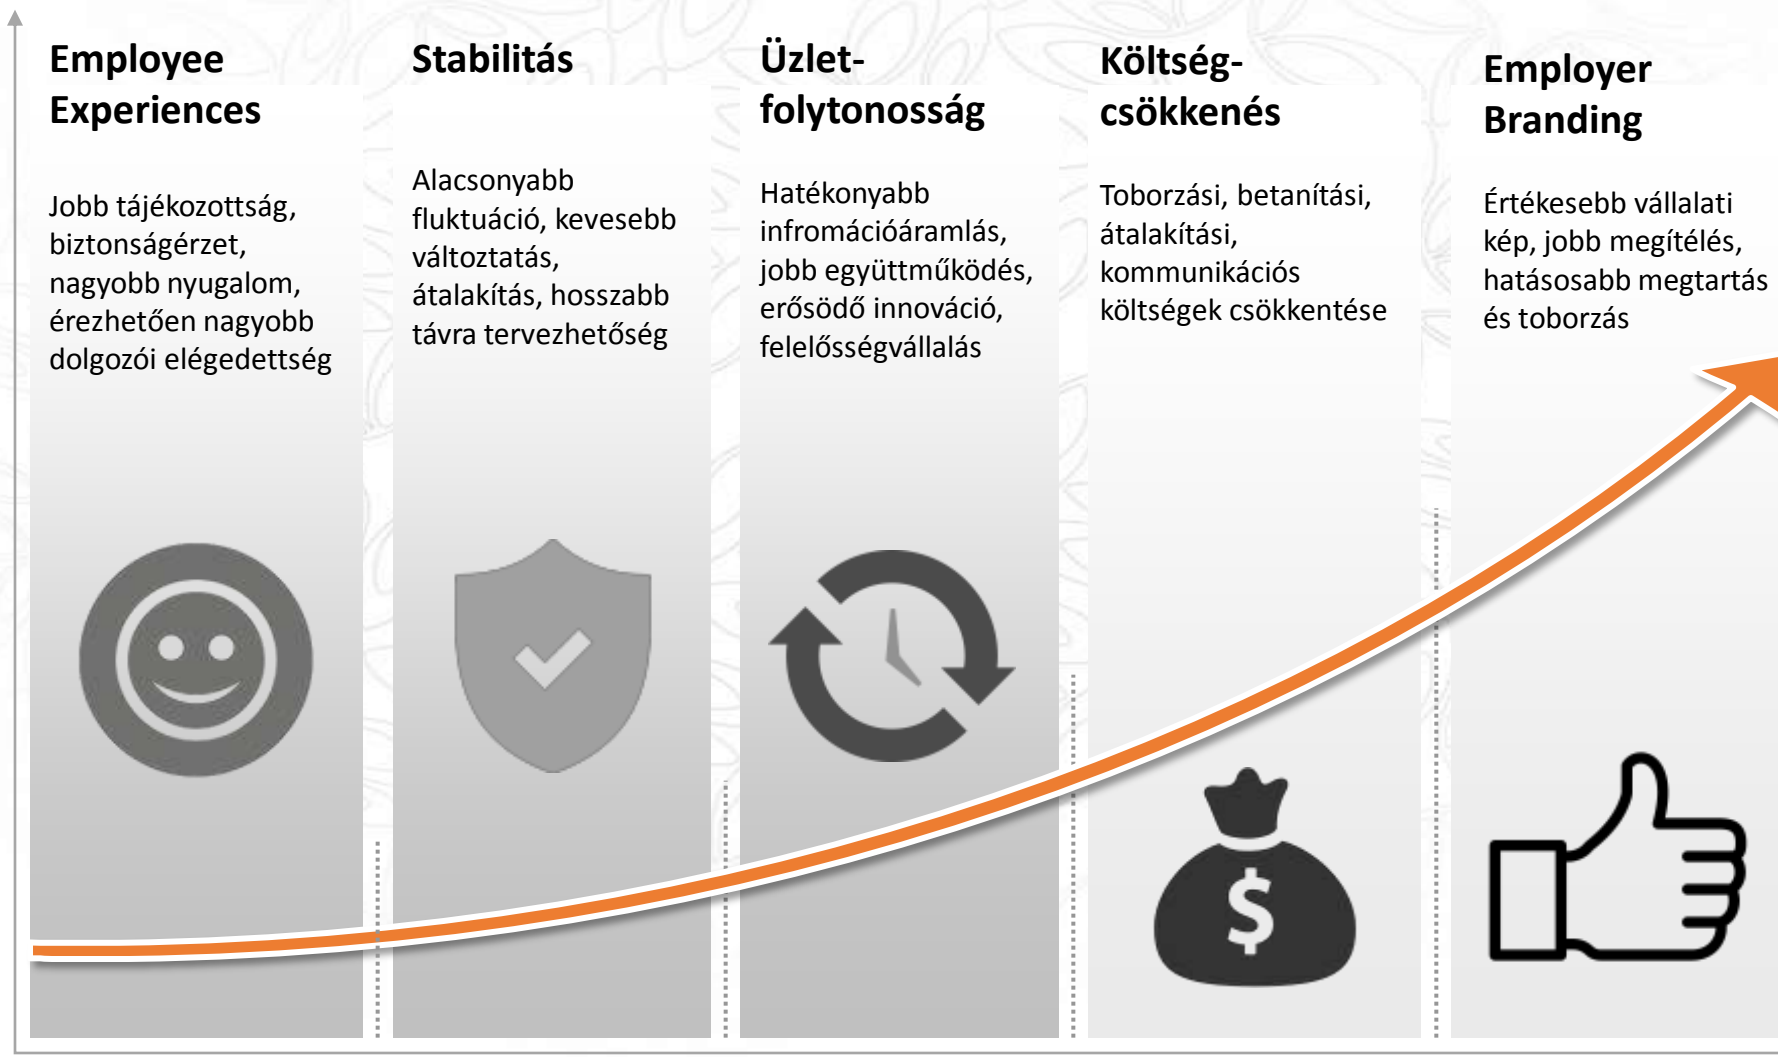 Employee
Experiences
Jobb tájékozottság,
biztonságérzet,
nagyobb nyugalom,
érezhetően nagyobb
dolgozói elégedettség
Stabilitás
Alacsonyabb
fluktuáció, kevesebb
változtatás,
átalakítás, hosszabb
távra tervezhetőség
Üzlet-
folytonosság
Hatékonyabb
infromációáramlás,
jobb együttműködés,
erősödő innováció,
felelősségvállalás
Költség-
csökkenés
Toborzási, betanítási,
átalakítási,
kommunikációs
költségek csökkentése
Employer
Branding
Értékesebb vállalati
kép, jobb megítélés,
hatásosabb megtartás
és toborzás
$